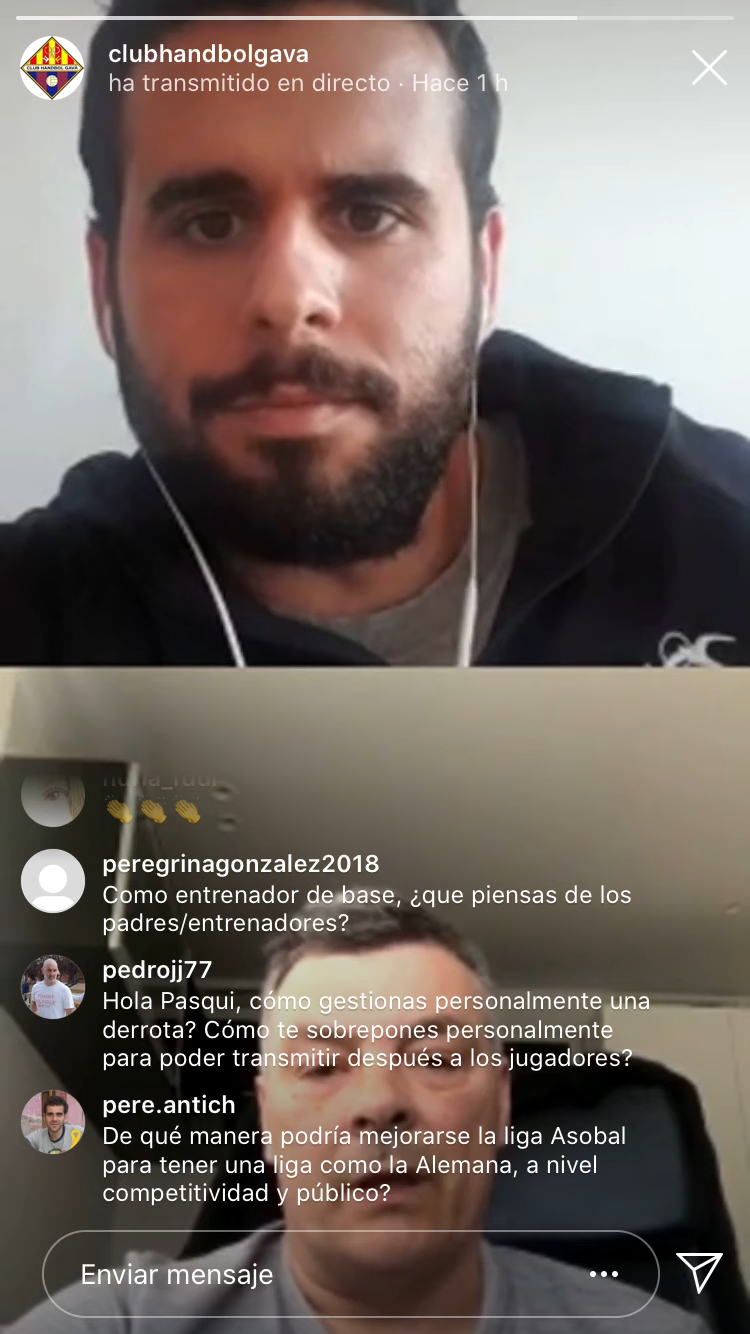 clubhandbolgava
ha transmitido en directo · Hace 1 h
CLUB HANDBOL GAVÀ
👏👏👏
peregrinagonzalez2018
Como entrenador de base, ¿que piensas de los
padres/entrenadores?
pedrojj77
Hola Pasqui, cómo gestionas personalmente una
derrota? Cómo te sobrepones personalmente
para poder transmitir después a los jugadores?
pere.antich
De qué manera podría mejorarse la liga Asobal
para tener una liga como la Alemana, a nivel
competitividad y público?
Enviar mensaje